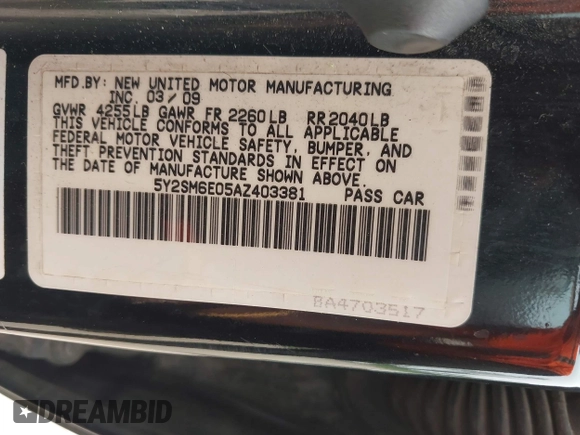 MFD.BY: NEW UNITED MOTOR MANUFACTURING
INC. 03/09
GVWR 4255LB GAWR FR 2260LB RR2040LB
THIS VEHICLE CONFORMS TO ALL APPLICABLE
FEDERAL MOTOR VEHICLE SAFETY, BUMPER, AND
THEFT PREVENTION STANDARDS IN EFFECT ON
THE DATE OF MANUFACTURE SHOWN ABOVE.
5Y2SM6E05AZ403381 PASS CAR
BA4703517
DREAMBID